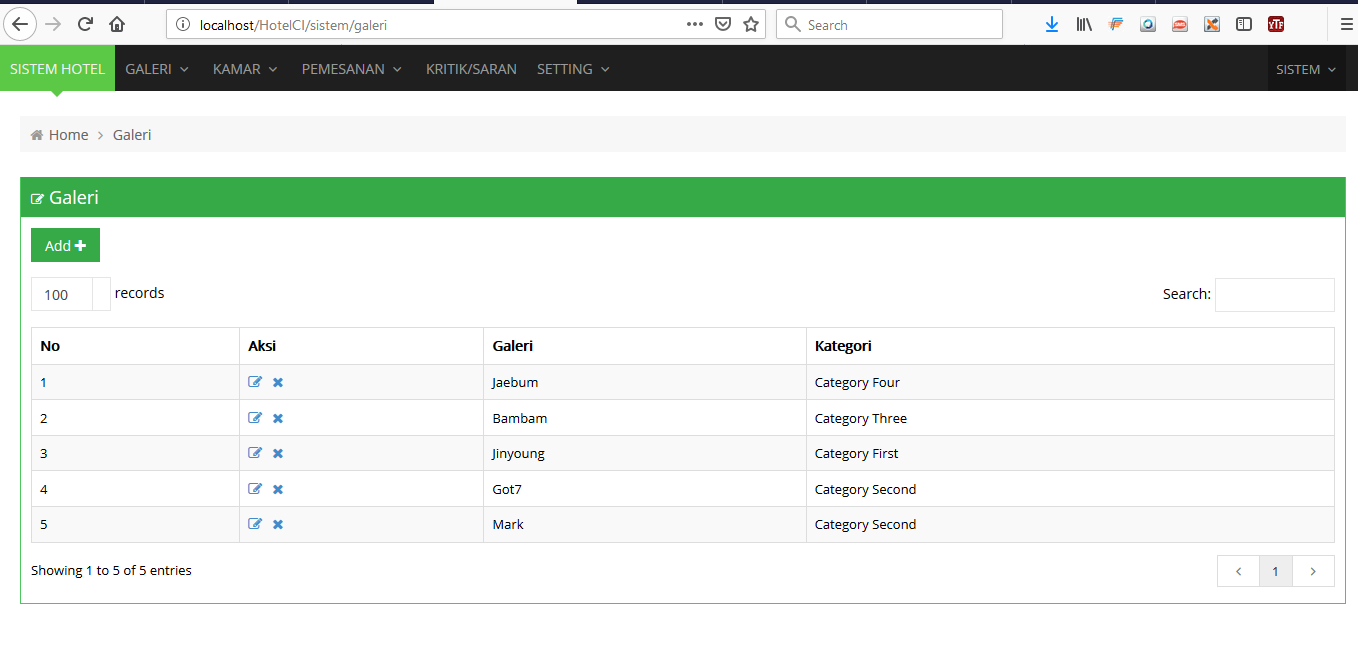 localhost/HotelCI/sistem/galeri
Search
SISTEM HOTEL GALERI KAMAR PEMESANAN KRITIK/SARAN SETTING SISTEM
Home > Galeri
Galeri
Add
100 records Search:
No Aksi Galeri Kategori
1 Jaebum Category Four
2 Bambam Category Three
3 Jinyoung Category First
4 Got7 Category Second
5 Mark Category Second
Showing 1 to 5 of 5 entries
1